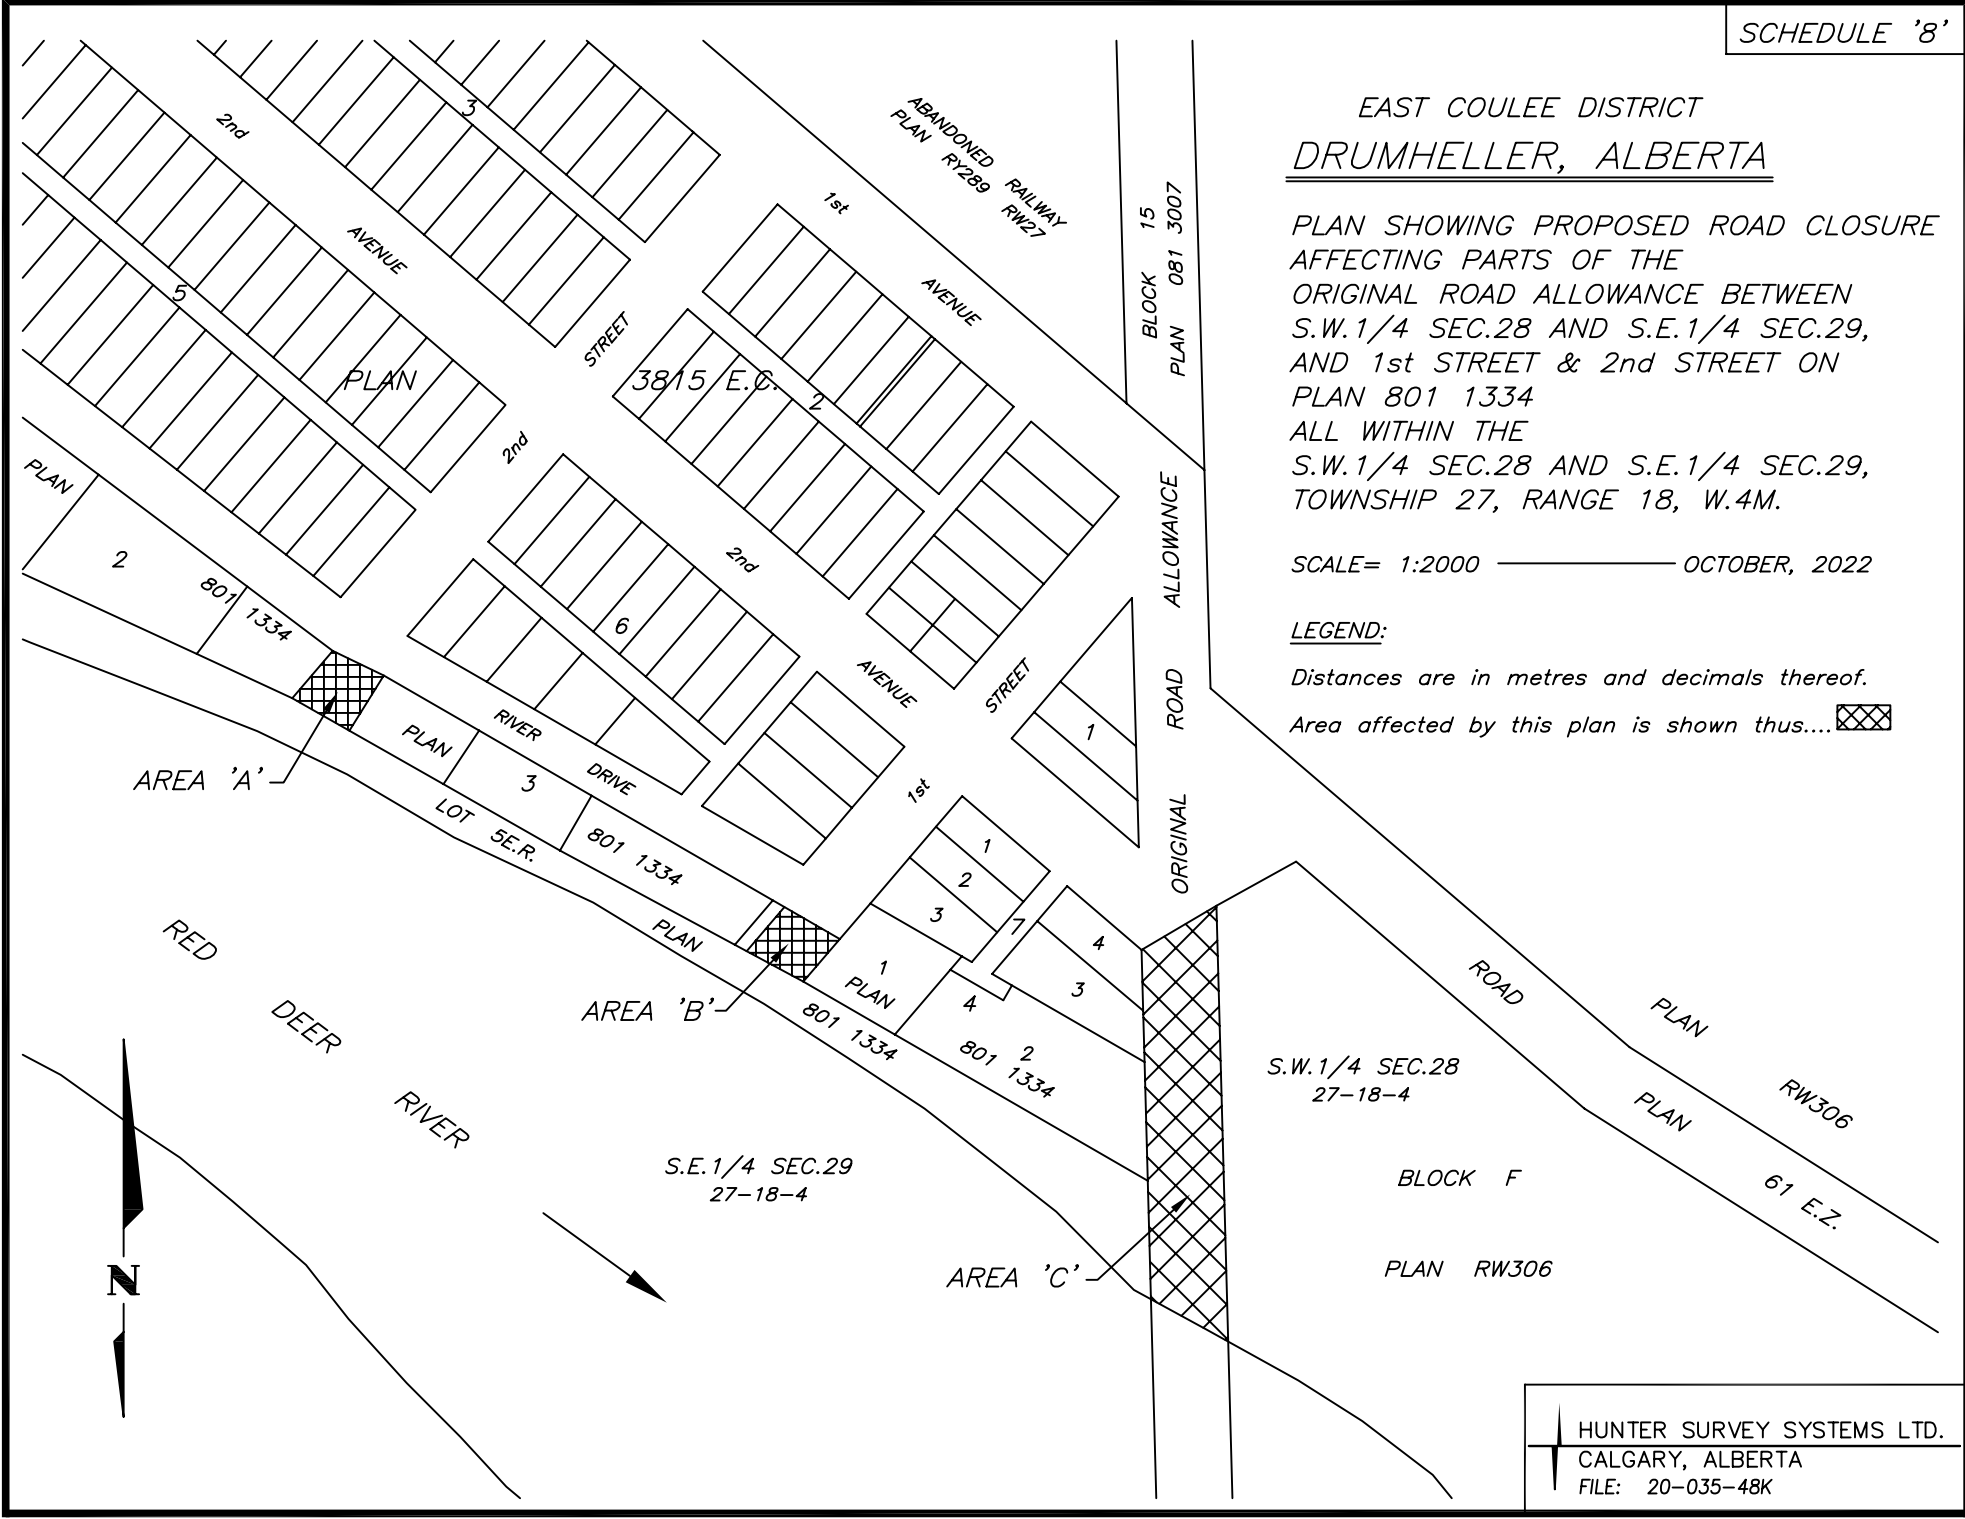 SCHEDULE '8'
EAST COULEE DISTRICT
DRUMHELLER, ALBERTA
PLAN SHOWING PROPOSED ROAD CLOSURE
AFFECTING PARTS OF THE
ORIGINAL ROAD ALLOWANCE BETWEEN
S.W.1/4 SEC.28 AND S.E.1/4 SEC.29,
AND 1st STREET & 2nd STREET ON
PLAN 801 1334
ALL WITHIN THE
S.W.1/4 SEC.28 AND S.E.1/4 SEC.29,
TOWNSHIP 27, RANGE 18, W.4M.
SCALE= 1:2000 OCTOBER, 2022
LEGEND:
Distances are in metres and decimals thereof.
Area affected by this plan is shown thus....
ABANDONED RAILWAY
PLAN RY289 RW27
BLOCK 15
PLAN 081 3007
1st AVENUE
2nd AVENUE
3
5
PLAN 3815 E.C.
2
2nd STREET
2nd AVENUE
6
1st STREET
1
ORIGINAL ROAD ALLOWANCE
PLAN 801 1334
2
RIVER DRIVE
PLAN 801 1334
3
LOT 5E.R. PLAN 801 1334
AREA 'A'
AREA 'B'
AREA 'C'
1
2
3
7
4
3
1
PLAN 801 1334
4
2
RED DEER RIVER
N
S.E.1/4 SEC.29
27-18-4
S.W.1/4 SEC.28
27-18-4
BLOCK F
PLAN RW306
ROAD PLAN 61 E.Z.
PLAN RW306
HUNTER SURVEY SYSTEMS LTD.
CALGARY, ALBERTA
FILE: 20-035-48K